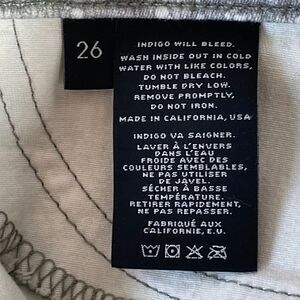 26
INDIGO WILL BLEED.
WASH INSIDE OUT IN COLD
WATER WITH LIKE COLORS,
DO NOT BLEACH.
TUMBLE DRY LOW.
REMOVE PROMPTLY,
DO NOT IRON.
MADE IN CALIFORNIA, USA
INDIGO VA SAIGNER.
LAVER À L'ENVERS
DANS L'EAU
FROIDE AVEC DES
COULEURS SEMBLABLES,
NE PAS UTILISER
DE JAVEL.
SÉCHER À BASSE
TEMPÉRATURE.
RETIRER RAPIDEMENT,
NE PAS REPASSER.
FABRIQUÉ AUX
CALIFORNIE, E.U.